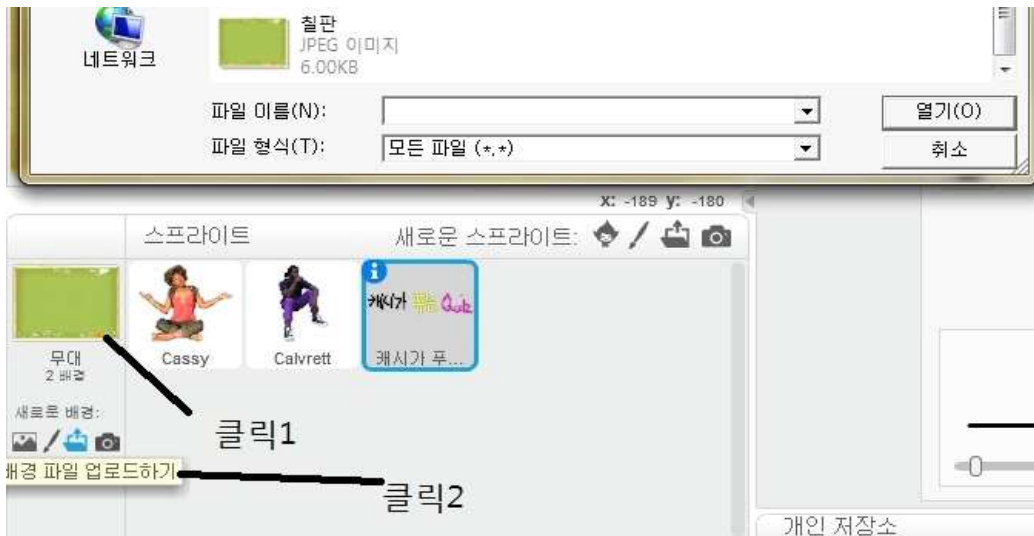 칠판
JPEG 이미지
6.00KB
네트워크
파일 이름(N):
열기(O)
파일 형식(T):
모든 파일 (*.*)
취소
x: -189 y: -180
스프라이트
새로운 스프라이트:
캐시가 푸는 Quiz
무대
2 배경
Cassy
Calvrett
캐시가 푸...
새로운 배경:
클릭1
배경 파일 업로드하기
클릭2
개인 저장소